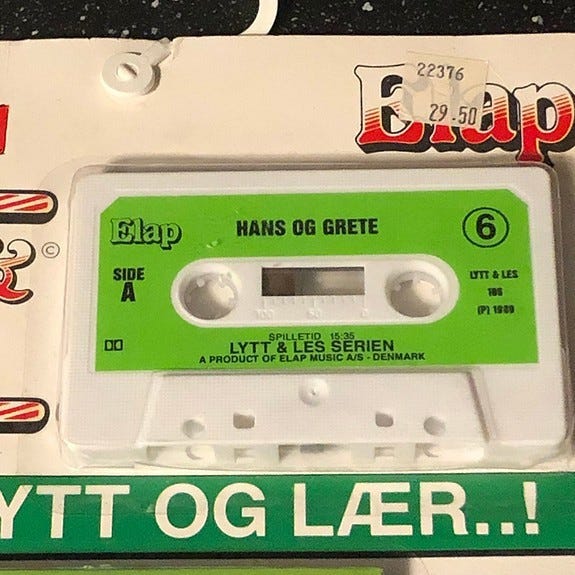 22376
29.50
Elap
©
Elap
HANS OG GRETE
6
SIDE
A
LYTT & LES
106
(P) 1989
100 50 0
SPILLETID 15:35
LYTT & LES SERIEN
A PRODUCT OF ELAP MUSIC A/S - DENMARK
YTT OG LÆR..!